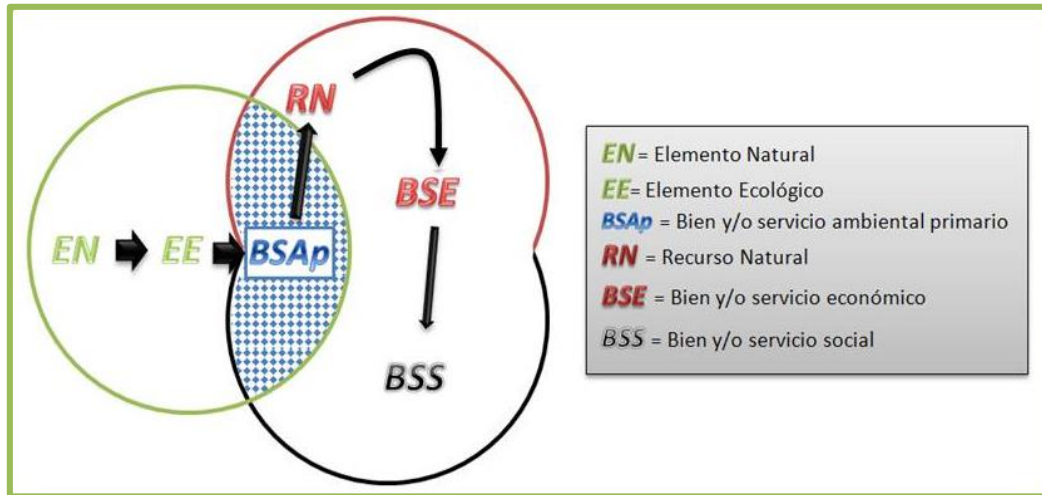 RN
BSE
EN
EE
BSAp
BSS
EN = Elemento Natural
EE= Elemento Ecológico
BSAp = Bien y/o servicio ambiental primario
RN = Recurso Natural
BSE = Bien y/o servicio económico
BSS = Bien y/o servicio social